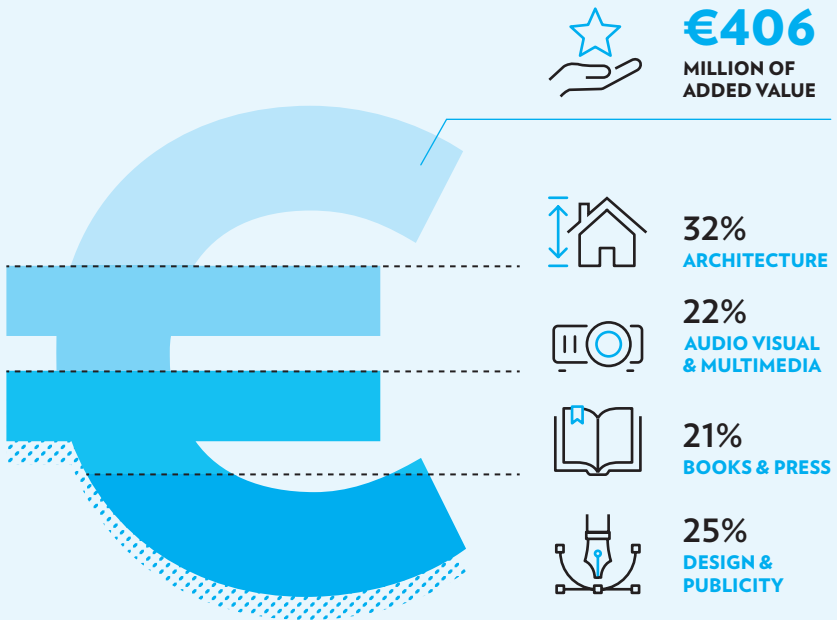 €406
MILLION OF
ADDED VALUE
32%
ARCHITECTURE
22%
AUDIO VISUAL
& MULTIMEDIA
21%
BOOKS & PRESS
25%
DESIGN &
PUBLICITY